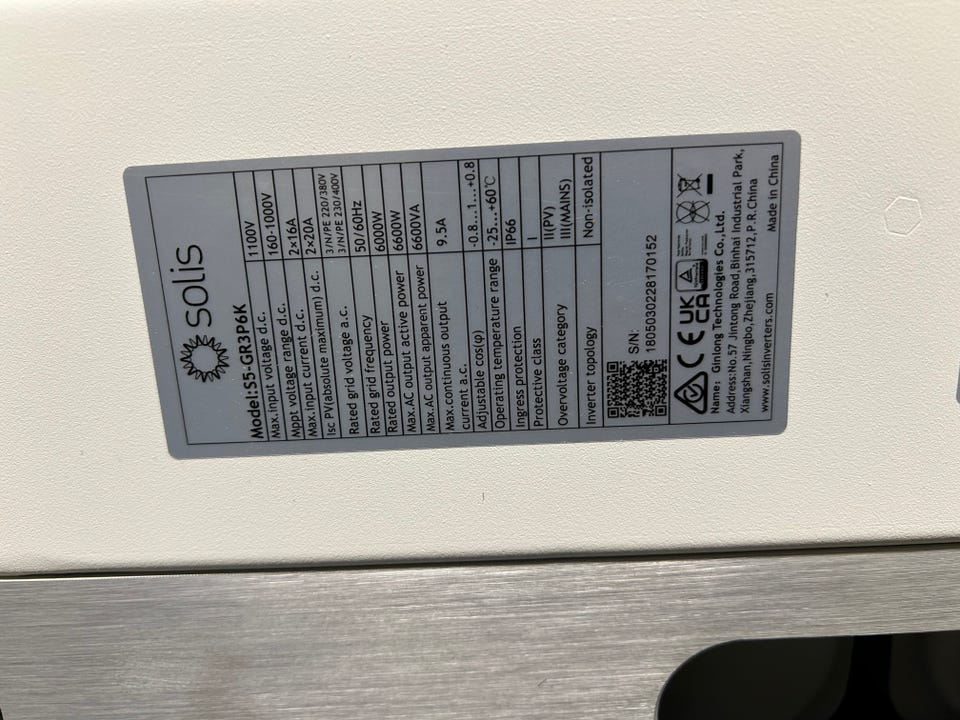 solis
Model:S5-GR3P6K
Max.input voltage d.c. 1100V
Mppt voltage range d.c. 160-1000V
Max.input current d.c. 2×16A
Isc PV(absolute maximum) d.c. 2×20A
Rated grid voltage a.c. 3/N/PE 220/380V
3/N/PE 230/400V
Rated grid frequency 50/60Hz
Rated output power 6000W
Max.AC output active power 6600W
Max.AC output apparent power 6600VA
Max.continuous output
current a.c. 9.5A
Adjustable cos(φ) -0.8...1...+0.8
Operating temperature range -25...+60℃
Ingress protection IP66
Protective class I
Overvoltage category II(PV)
III(MAINS)
Inverter topology Non-isolated
S/N:
1805030228170152
CE UKCA
Name: Ginlong Technologies Co.,Ltd.
Address:No.57 Jintong Road,Binhai Industrial Park,
Xiangshan,Ningbo,Zhejiang,315712,P.R.China
www.solisinverters.com Made in China